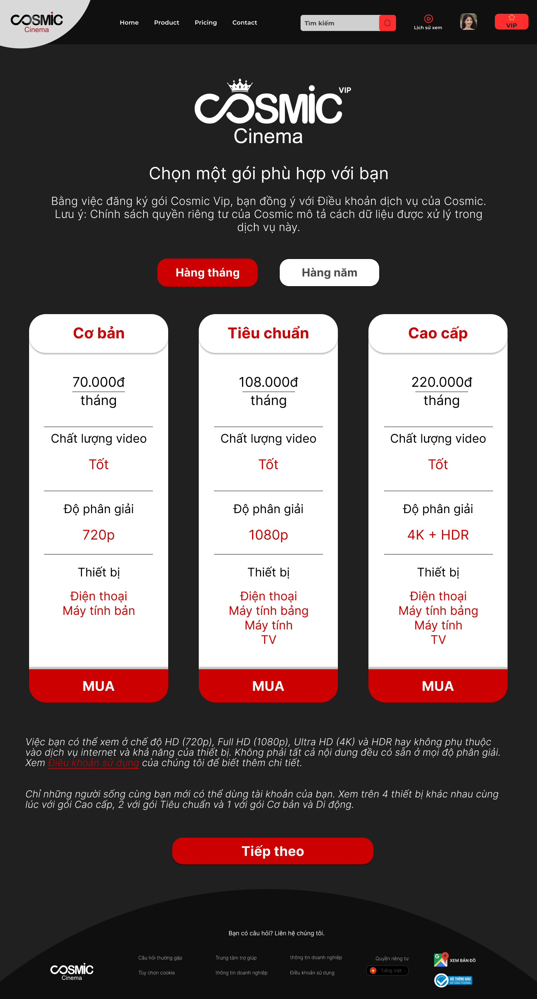 COSMIC
Cinema
Home
Product
Pricing
Contact
Tìm kiếm
Lịch sử xem
VIP
COSMIC VIP
Cinema
Chọn một gói phù hợp với bạn
Bằng việc đăng ký gói Cosmic Vip, bạn đồng ý với Điều khoản dịch vụ của Cosmic.
Lưu ý: Chính sách quyền riêng tư của Cosmic mô tả cách dữ liệu được xử lý trong
dịch vụ này.
Hàng tháng
Hàng năm
Cơ bản
70.000đ
tháng
Chất lượng video
Tốt
Độ phân giải
720p
Thiết bị
Điện thoại
Máy tính bản
MUA
Tiêu chuẩn
108.000đ
tháng
Chất lượng video
Tốt
Độ phân giải
1080p
Thiết bị
Điện thoại
Máy tính bảng
Máy tính
TV
MUA
Cao cấp
220.000đ
tháng
Chất lượng video
Tốt
Độ phân giải
4K + HDR
Thiết bị
Điện thoại
Máy tính bảng
Máy tính
TV
MUA
Việc bạn có thể xem ở chế độ HD (720p), Full HD (1080p), Ultra HD (4K) và HDR hay không phụ thuộc
vào dịch vụ internet và khả năng của thiết bị. Không phải tất cả nội dung đều có sẵn ở mọi độ phân giải.
Xem Điều khoản sử dụng của chúng tôi để biết thêm chi tiết.
Chỉ những người sống cùng bạn mới có thể dùng tài khoản của bạn. Xem trên 4 thiết bị khác nhau cùng
lúc với gói Cao cấp, 2 với gói Tiêu chuẩn và 1 với gói Cơ bản và Di động.
Tiếp theo
Bạn có câu hỏi? Liên hệ chúng tôi.
COSMIC
Cinema
Câu hỏi thường gặp
Tùy chọn cookie
Trung tâm trợ giúp
thông tin doanh nghiệp
thông tin doanh nghiệp
Điều khoản sử dụng
Quyền riêng tư
Tiếng Việt
G
XEM BẢN ĐỒ
ĐÃ THÔNG BÁO
BỘ CÔNG THƯƠNG